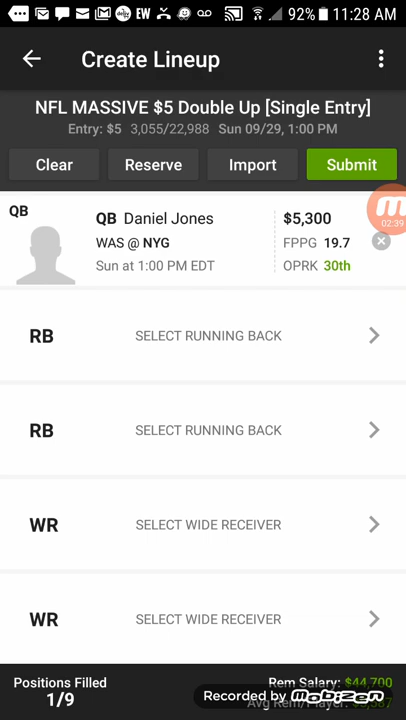 EW 92% 11:28 AM
Create Lineup
NFL MASSIVE $5 Double Up [Single Entry]
Entry: $5 3,055/22,988 Sun 09/29, 1:00 PM
Clear Reserve Import Submit
QB QB Daniel Jones $5,300
02:39
WAS @ NYG FPPG 19.7
Sun at 1:00 PM EDT OPRK 30th
RB SELECT RUNNING BACK
RB SELECT RUNNING BACK
WR SELECT WIDE RECEIVER
WR SELECT WIDE RECEIVER
Positions Filled Rem Salary: $44,700
1/9 Recorded by MOBIZEN
Avg Rem/Player: $5,587